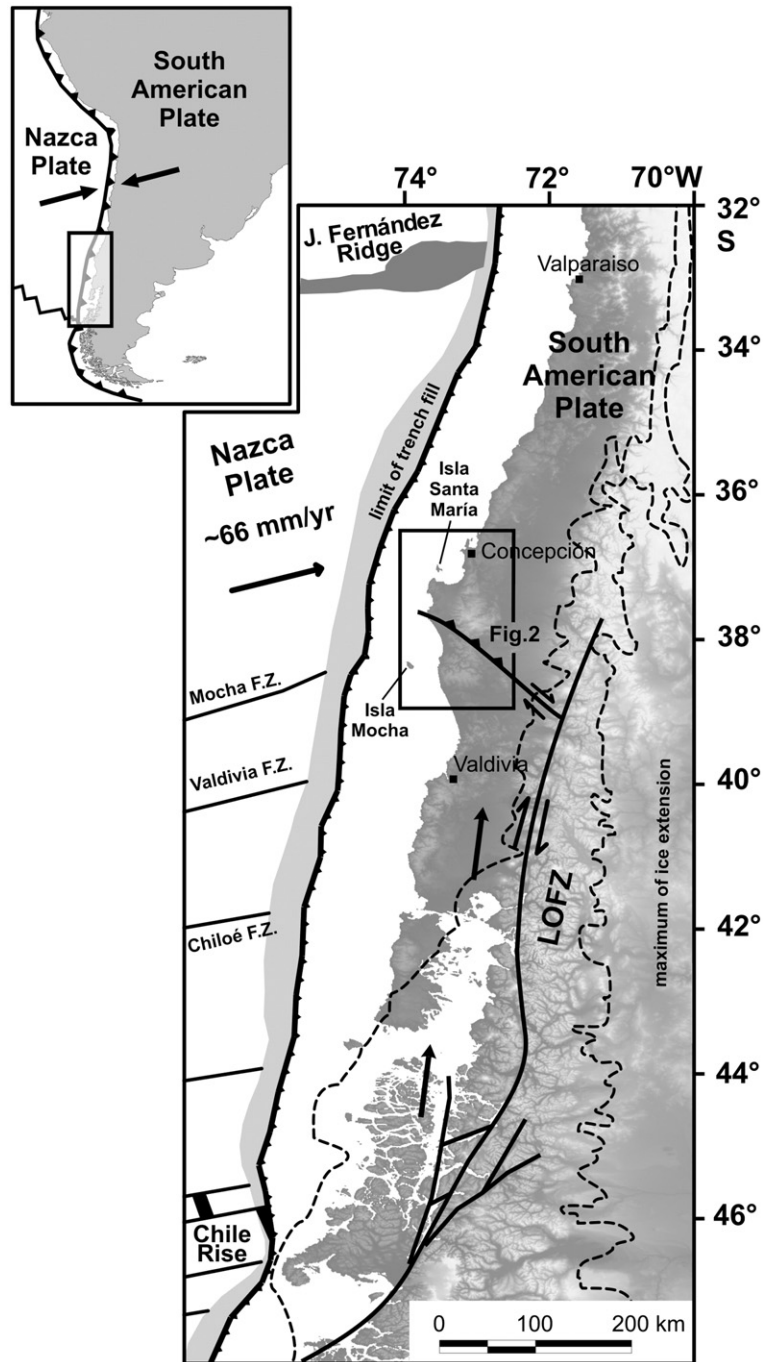 South
American
Plate
Nazca
Plate
74°
72°
70°W
32°
S
J. Fernández
Ridge
Valparaiso
South
American
Plate
34°
Nazca
Plate
~66 mm/yr
limit of trench fill
Isla
Santa
María
36°
Concepción
Fig.2
38°
Mocha F.Z.
Isla
Mocha
Valdivia F.Z.
Valdivia
40°
LOFZ
maximum of ice extension
Chiloé F.Z.
42°
44°
46°
Chile
Rise
0 100 200 km